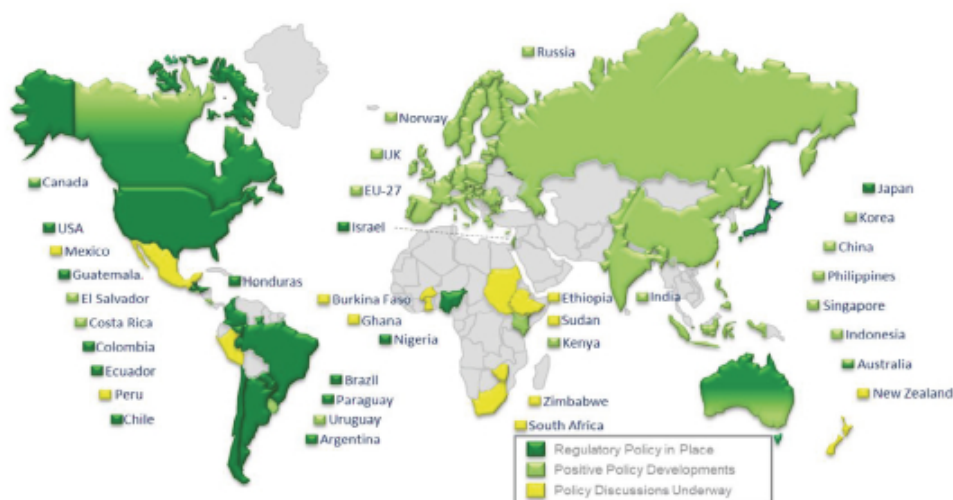 Russia
Norway
UK
EU-27
Israel
Canada
USA
Mexico
Guatemala.
El Salvador
Costa Rica
Colombia
Ecuador
Peru
Chile
Honduras
Brazil
Paraguay
Uruguay
Argentina
Burkina Faso
Ghana
Nigeria
Ethiopia
Sudan
Kenya
Zimbabwe
South Africa
India
Japan
Korea
China
Philippines
Singapore
Indonesia
Australia
New Zealand
Regulatory Policy in Place
Positive Policy Developments
Policy Discussions Underway